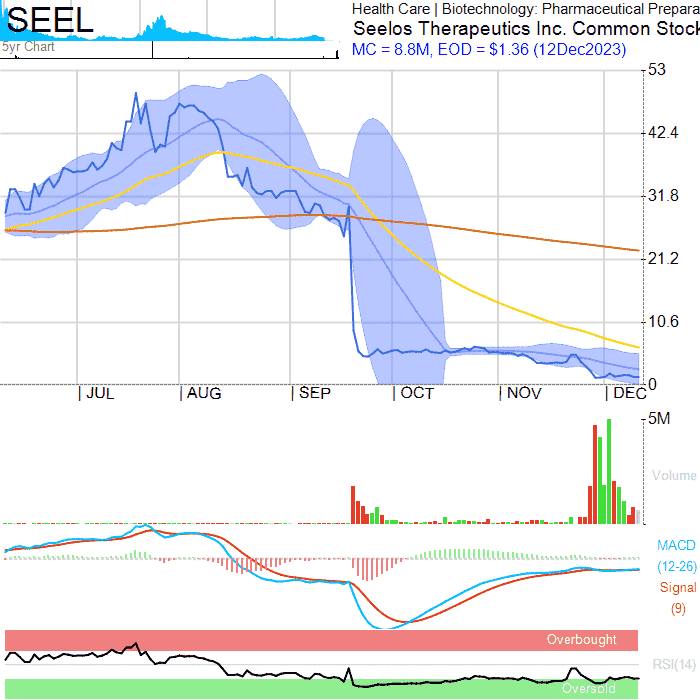 SEEL
5yr Chart
Health Care | Biotechnology: Pharmaceutical Prepara
Seelos Therapeutics Inc. Common Stock
MC = 8.8M, EOD = $1.36 (12Dec2023)
53
42.4
31.8
21.2
10.6
0
JUL
AUG
SEP
OCT
NOV
DEC
5M
Volume
MACD
(12-26)
Signal
(9)
Overbought
RSI(14)
Oversold